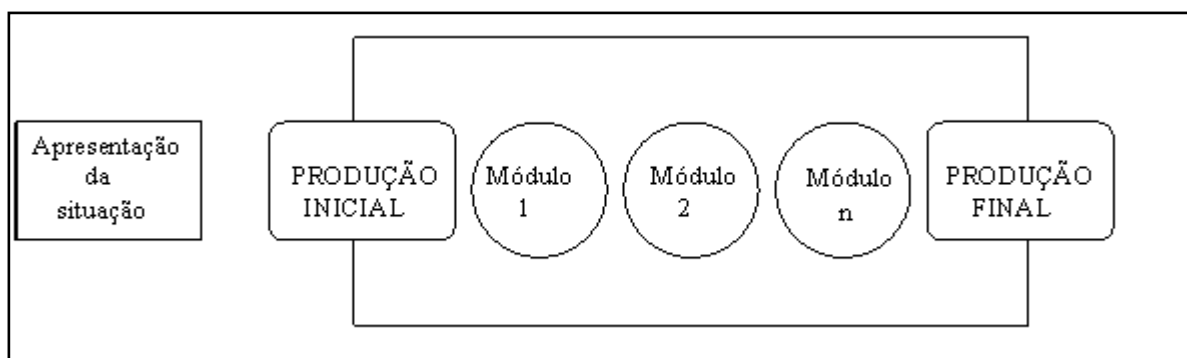 Apresentação
da
situação
PRODUÇÃO
INICIAL
Módulo
1
Módulo
2
Módulo
n
PRODUÇÃO
FINAL